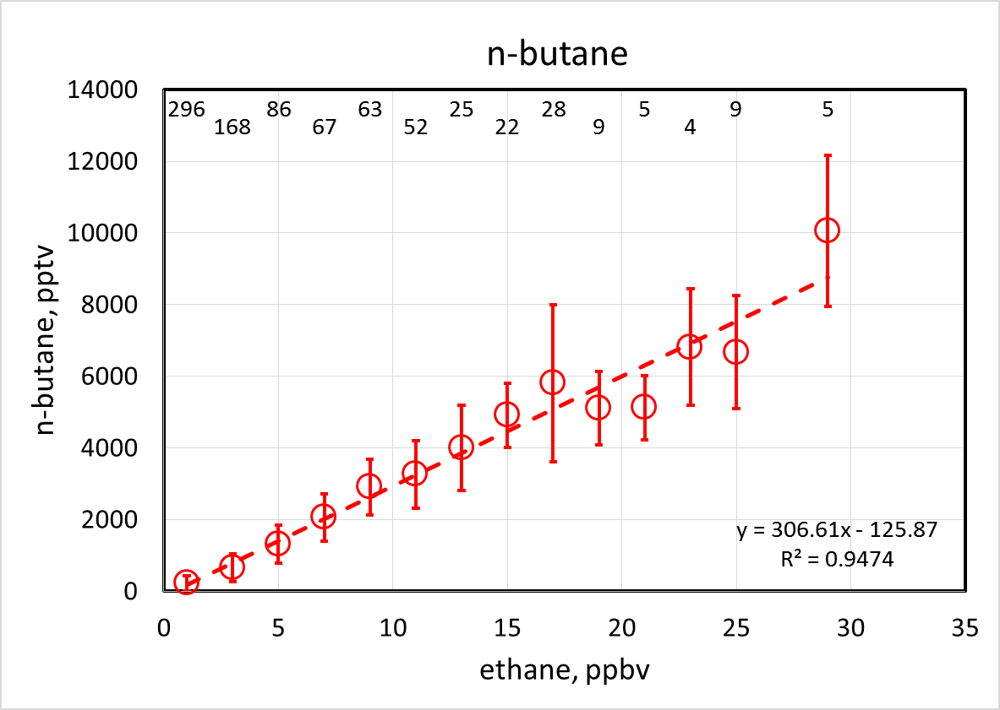 n-butane
14000
12000
10000
8000
6000
4000
2000
0
n-butane, pptv
296 86 63 25 28 5 9 5
168 67 52 22 9 4
y = 306.61x - 125.87
R² = 0.9474
0 5 10 15 20 25 30 35
ethane, ppbv